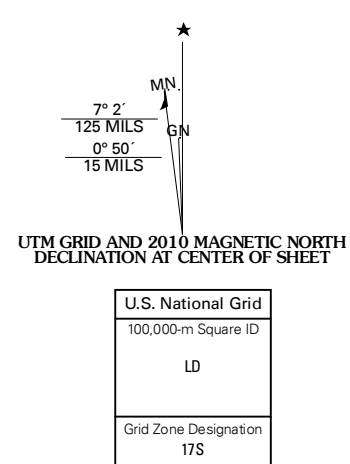 ★
MN
7° 2´
125 MILS
GN
0° 50´
15 MILS
UTM GRID AND 2010 MAGNETIC NORTH
DECLINATION AT CENTER OF SHEET
U.S. National Grid
100,000-m Square ID
LD
Grid Zone Designation
17S